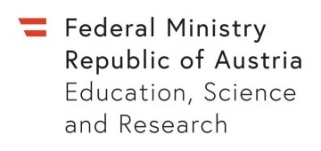 Federal Ministry
Republic of Austria
Education, Science
and Research